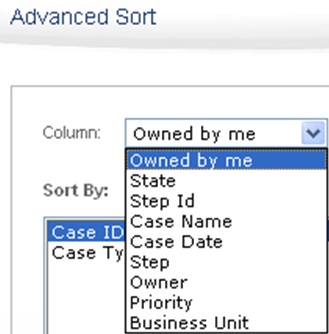 Advanced Sort
Column: Owned by me
Owned by me
State
Step Id
Case Name
Case Date
Step
Owner
Priority
Business Unit
Sort By:
Case ID
Case Ty